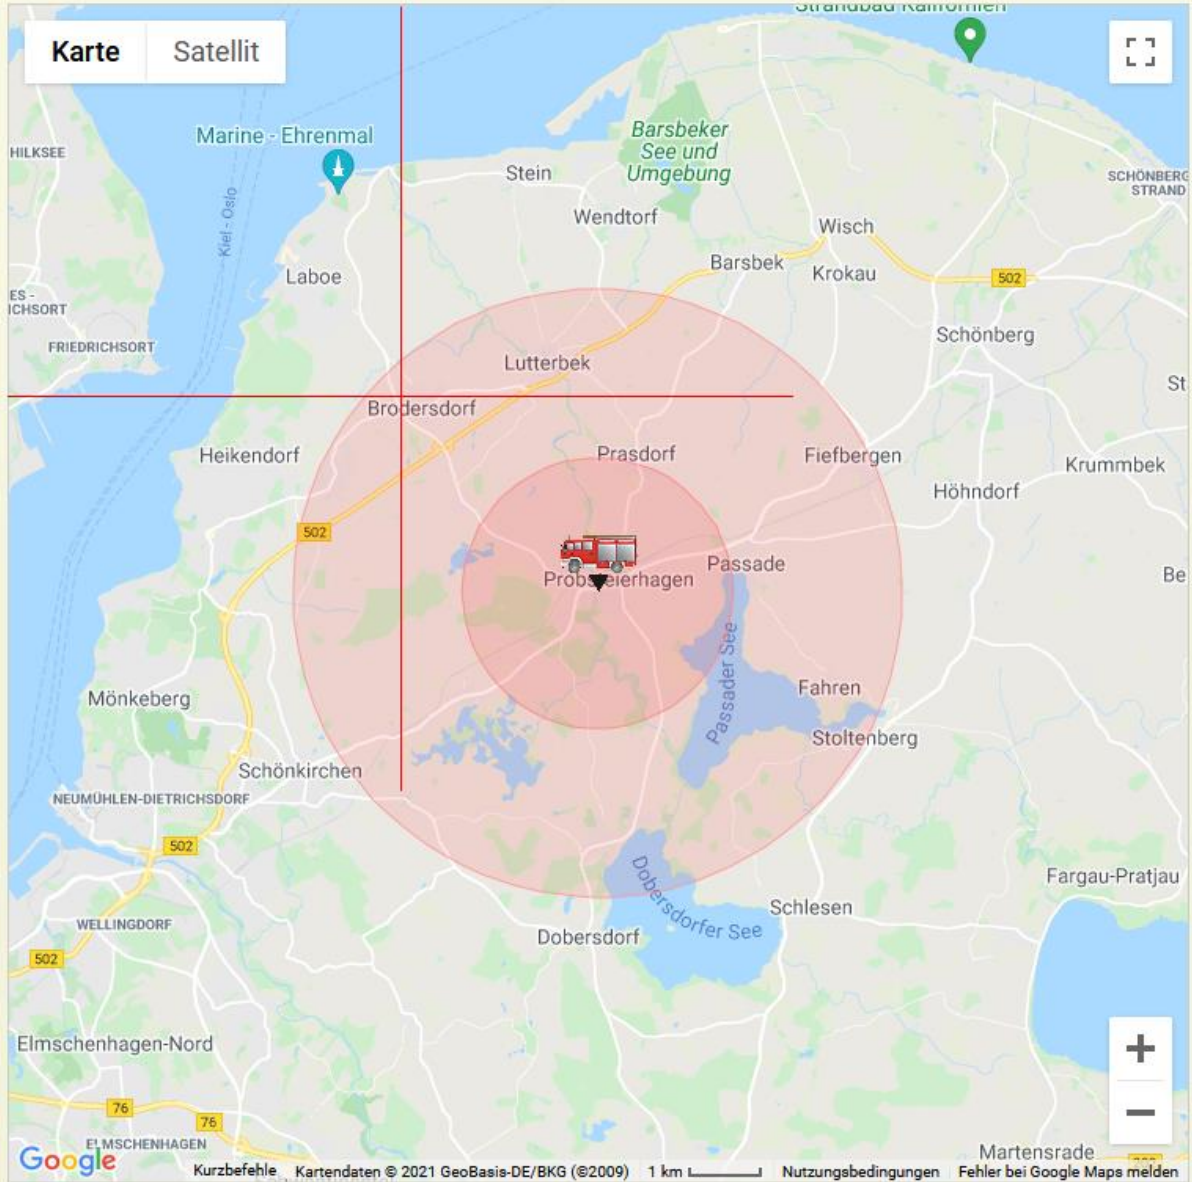 Strandbad Kalifornien
Karte
Satellit
Marine - Ehrenmal
HILKSEE
Kiel - Oslo
Barsbeker
See und
Umgebung
Stein
SCHÖNBERG
STRAND
Wendtorf
Wisch
Barsbek
Krokau
Laboe
502
ES -
ICHSORT
FRIEDRICHSORT
Schönberg
Lutterbek
St
Brodersdorf
Heikendorf
Prasdorf
Fiefbergen
Krummbek
Höhndorf
502
Passade
Probsteierhagen
Be
Passader See
Fahren
Mönkeberg
Stoltenberg
Schönkirchen
NEUMÜHLEN-DIETRICHSDORF
502
Dobersdorfer See
Fargau-Pratjau
Schlesen
WELLINGDORF
Dobersdorf
502
Elmschenhagen-Nord
76
76
ELMSCHENHAGEN
Martensrade
Google
Kurzbefehle
Kartendaten © 2021 GeoBasis-DE/BKG (©2009)
1 km
Nutzungsbedingungen
Fehler bei Google Maps melden